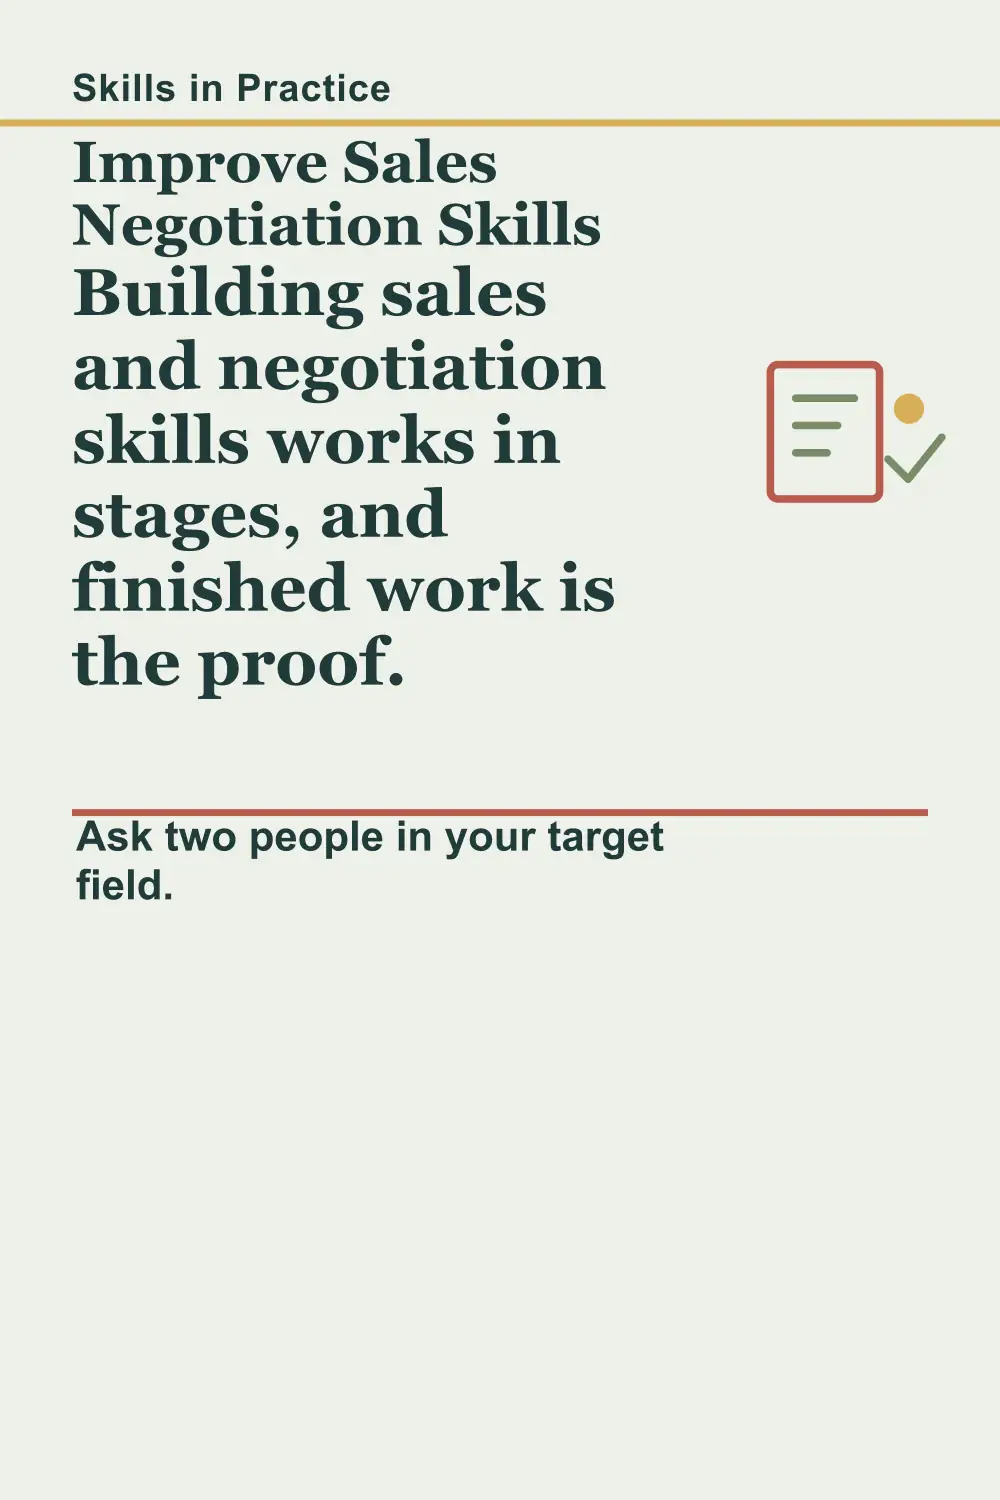 Skills in Practice
Improve Sales
Negotiation Skills
Building sales
and negotiation
skills works in
stages, and
finished work is
the proof.
Ask two people in your target
field.